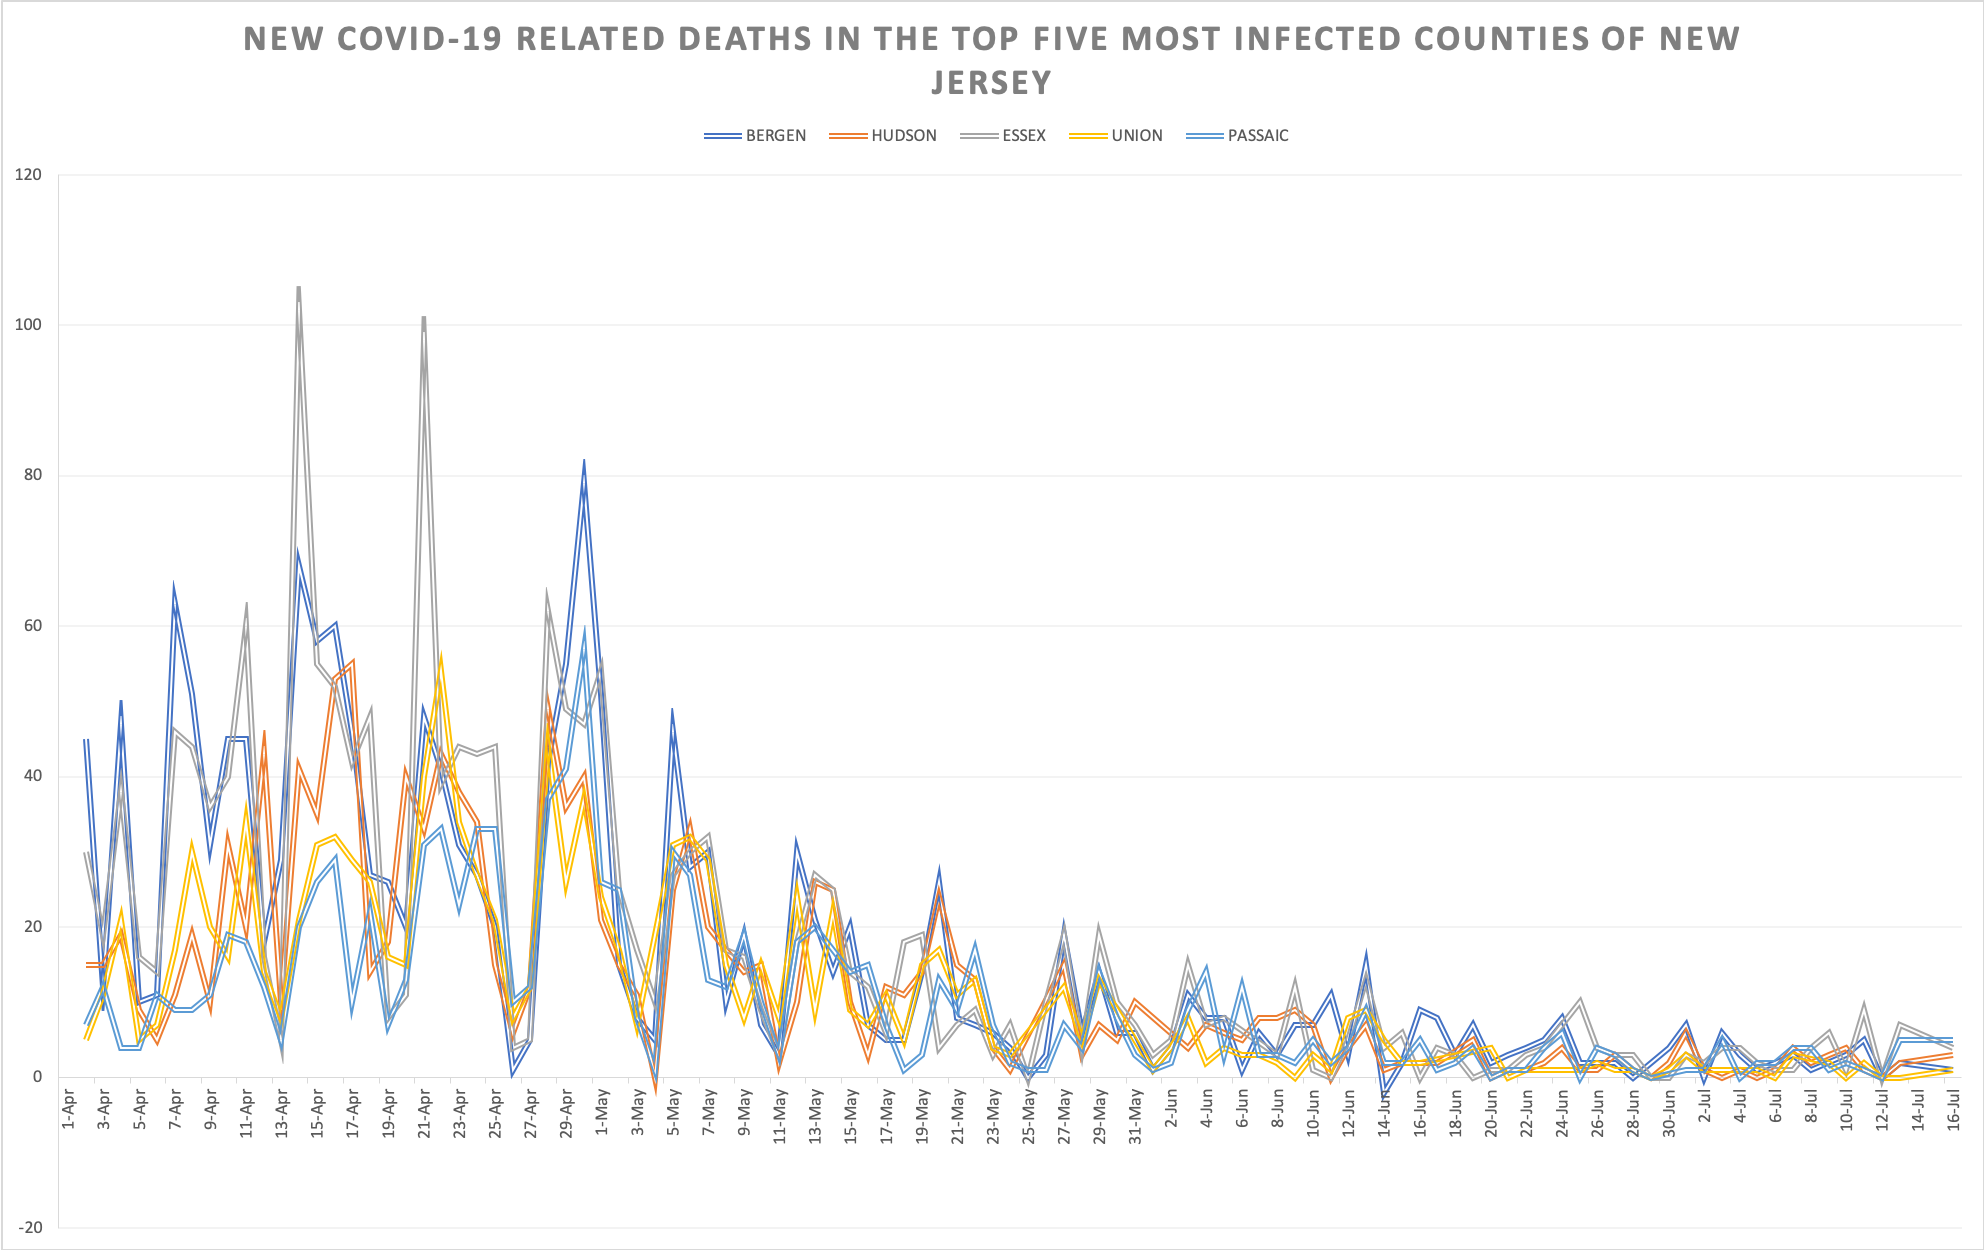 NEW COVID-19 RELATED DEATHS IN THE TOP FIVE MOST INFECTED COUNTIES OF NEW
JERSEY
BERGEN HUDSON ESSEX UNION PASSAIC
120
100
80
60
40
20
0
-20
1-Apr 3-Apr 5-Apr 7-Apr 9-Apr 11-Apr 13-Apr 15-Apr 17-Apr 19-Apr 21-Apr 23-Apr 25-Apr 27-Apr 29-Apr 1-May 3-May 5-May 7-May 9-May 11-May 13-May 15-May 17-May 19-May 21-May 23-May 25-May 27-May 29-May 31-May 2-Jun 4-Jun 6-Jun 8-Jun 10-Jun 12-Jun 14-Jun 16-Jun 18-Jun 20-Jun 22-Jun 24-Jun 26-Jun 28-Jun 30-Jun 2-Jul 4-Jul 6-Jul 8-Jul 10-Jul 12-Jul 14-Jul 16-Jul